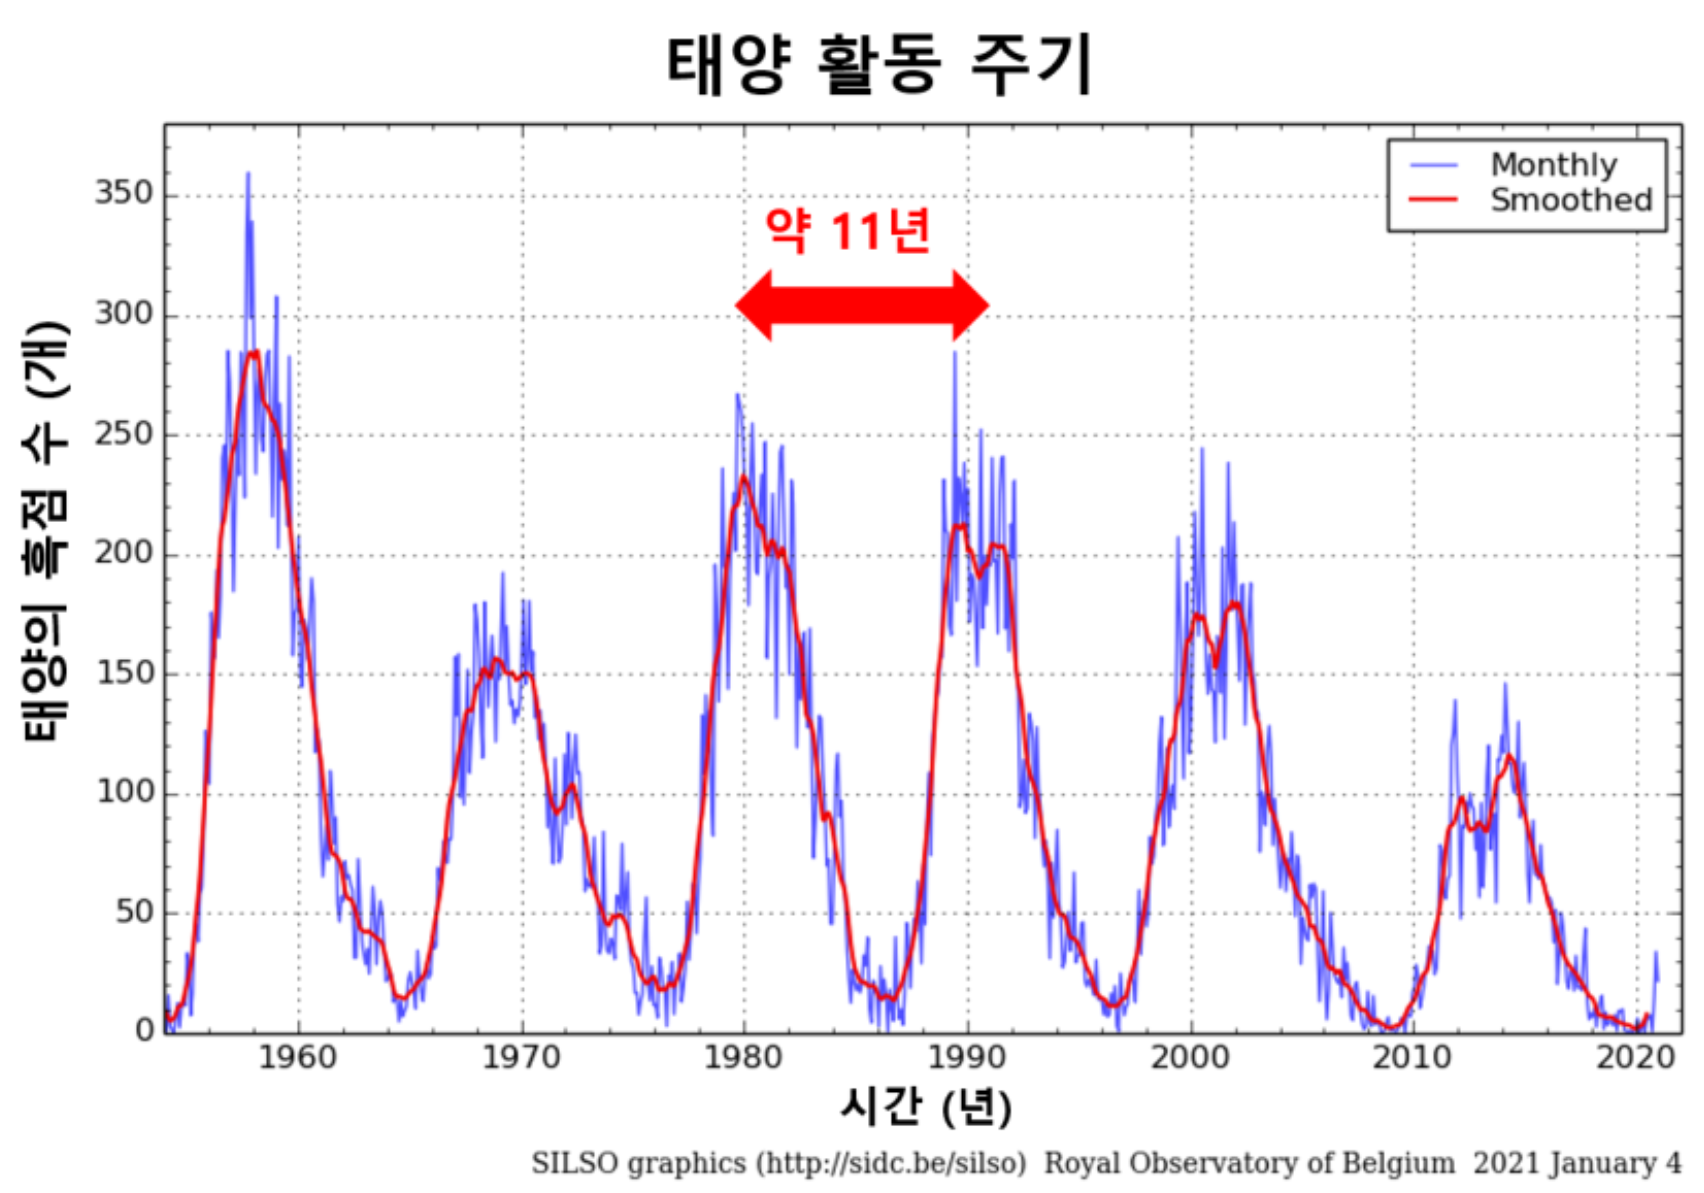 태양 활동 주기
Monthly
Smoothed
약 11년
태양의 흑점 수 (개)
350
300
250
200
150
100
50
0
1960 1970 1980 1990 2000 2010 2020
시간 (년)
SILSO graphics (http://sidc.be/silso) Royal Observatory of Belgium 2021 January 4